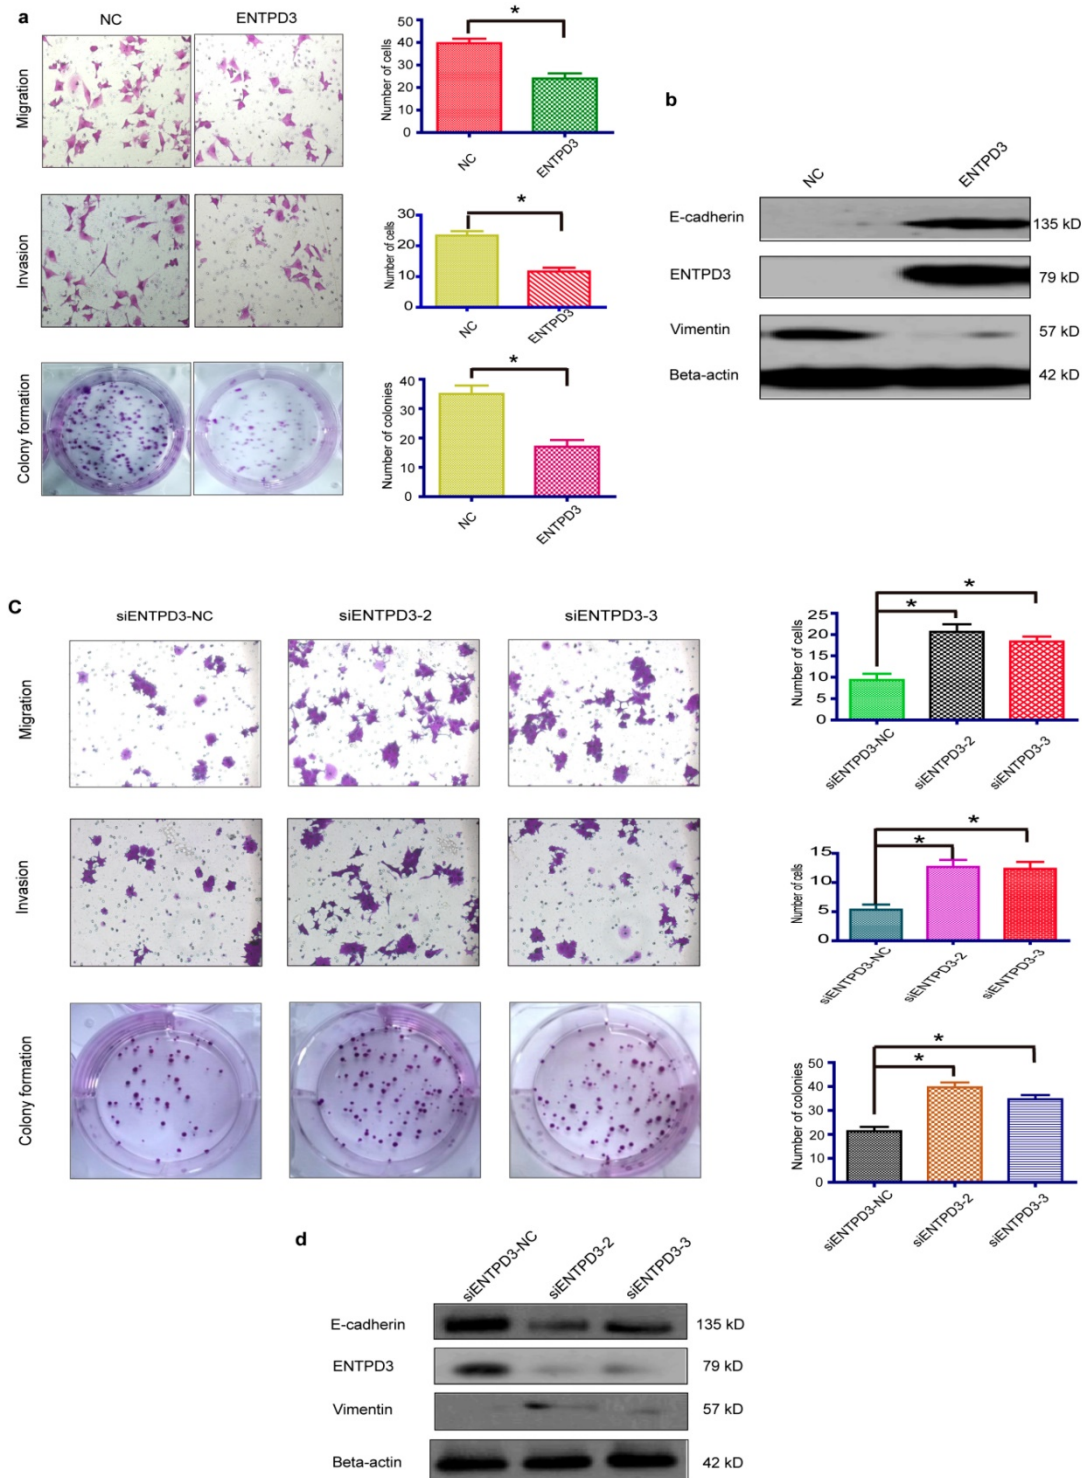 a
NC
ENTPD3
Migration
Invasion
Colony formation
Number of cells
50
40
30
20
10
0
*
NC
ENTPD3
Number of cells
30
20
10
0
*
NC
ENTPD3
Number of colonies
40
30
20
10
0
*
NC
ENTPD3
b
NC
ENTPD3
E-cadherin
135 kD
ENTPD3
79 kD
Vimentin
57 kD
Beta-actin
42 kD
C
siENTPD3-NC
siENTPD3-2
siENTPD3-3
Migration
Invasion
Colony formation
Number of cells
25
20
15
10
5
0
*
*
siENTPD3-NC
siENTPD3-2
siENTPD3-3
Number of cells
15
10
5
0
*
*
siENTPD3-NC
siENTPD3-2
siENTPD3-3
Number of colonies
50
40
30
20
10
0
*
*
siENTPD3-NC
siENTPD3-2
siENTPD3-3
d
siENTPD3-NC
siENTPD3-2
siENTPD3-3
E-cadherin
135 kD
ENTPD3
79 kD
Vimentin
57 kD
Beta-actin
42 kD